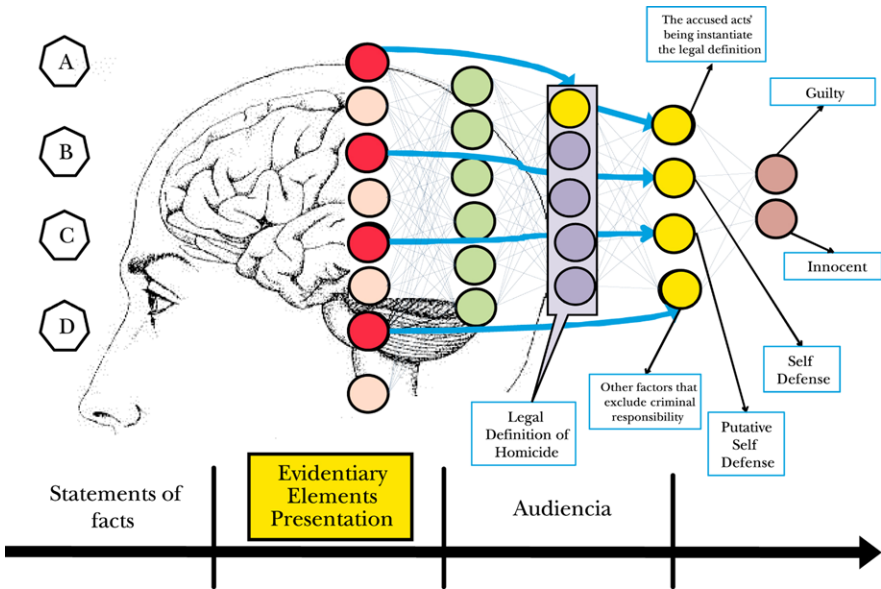 The accused acts'
being instantiate
the legal definition
A
Guilty
B
C
Innocent
D
Self
Defense
Other factors that
exclude criminal
responsibility
Legal
Definition of
Homicide
Putative
Self
Defense
Statements of
facts
Evidentiary
Elements
Presentation
Audiencia